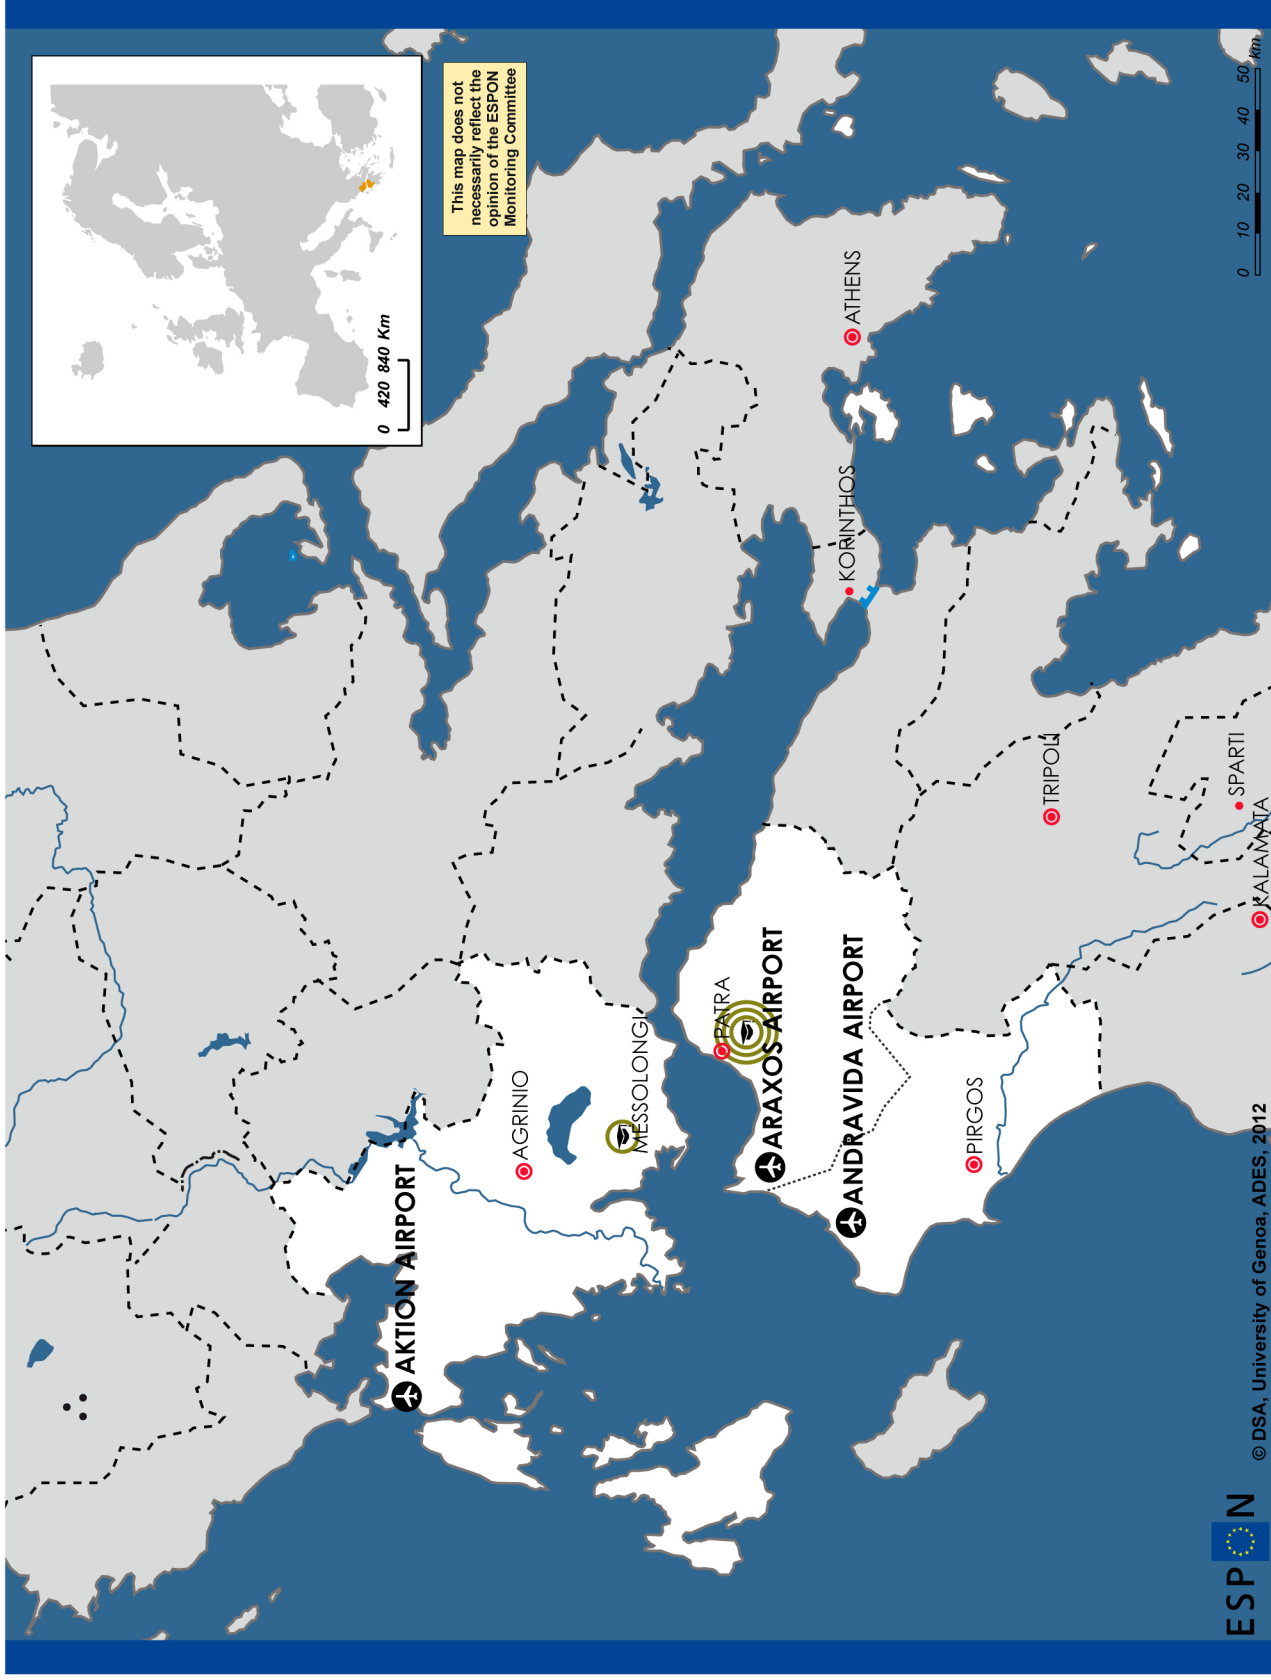 0 420 840 Km
This map does not
necessarily reflect the
opinion of the ESPON
Monitoring Committee
AKTION AIRPORT
AGRINIO
MESSOLONGI
PATRA
ARAXOS AIRPORT
ANDRAVIDA AIRPORT
PIRGOS
KORINTHOS
ATHENS
TRIPOLI
SPARTI
KALAMATA
ESPON
© DSA, University of Genoa, ADES, 2012
0 10 20 30 40 50 km